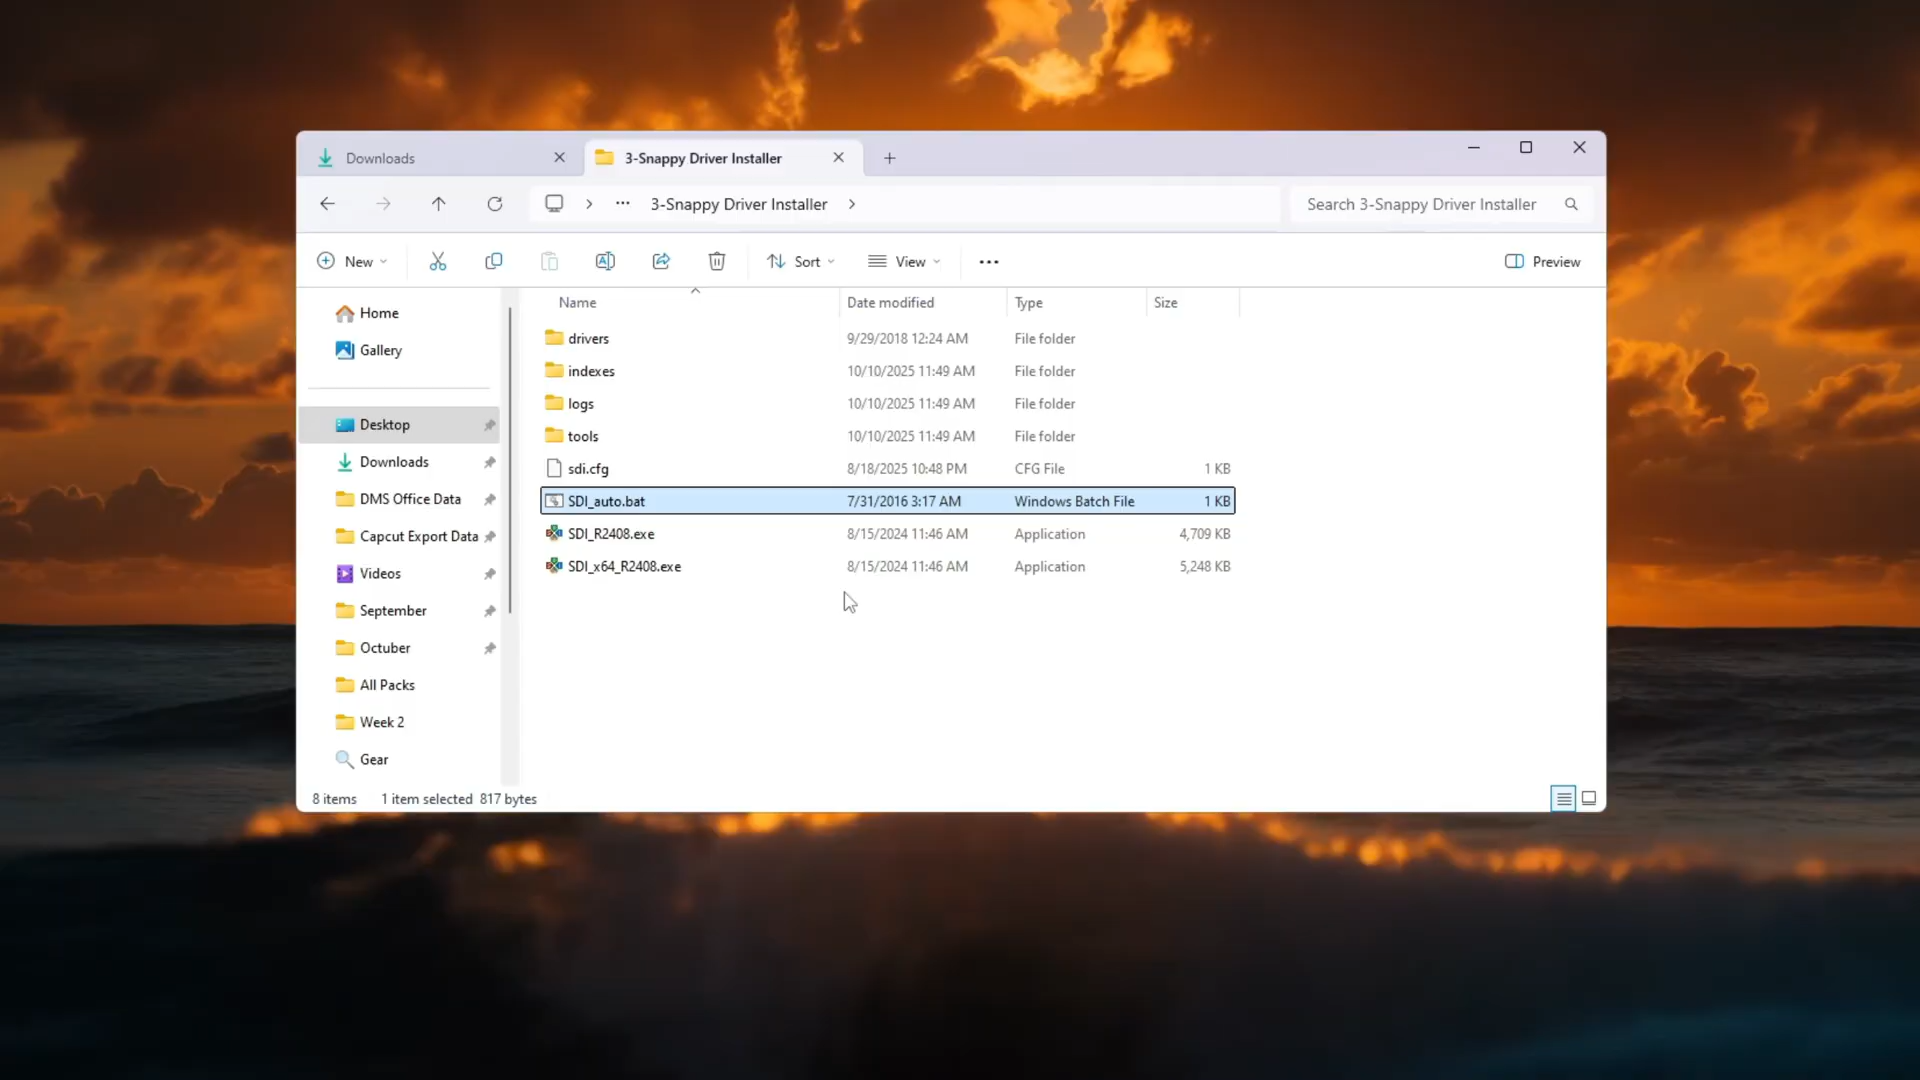 Downloads
3-Snappy Driver Installer
3-Snappy Driver Installer
Search 3-Snappy Driver Installer
New
Sort
View
Preview
Name Date modified Type Size
Home
Gallery
Desktop
Downloads
DMS Office Data
Capcut Export Data
Videos
September
Octuber
All Packs
Week 2
Gear
drivers 9/29/2018 12:24 AM File folder
indexes 10/10/2025 11:49 AM File folder
logs 10/10/2025 11:49 AM File folder
tools 10/10/2025 11:49 AM File folder
sdi.cfg 8/18/2025 10:48 PM CFG File 1 KB
SDI_auto.bat 7/31/2016 3:17 AM Windows Batch File 1 KB
SDI_R2408.exe 8/15/2024 11:46 AM Application 4,709 KB
SDI_x64_R2408.exe 8/15/2024 11:46 AM Application 5,248 KB
8 items 1 item selected 817 bytes